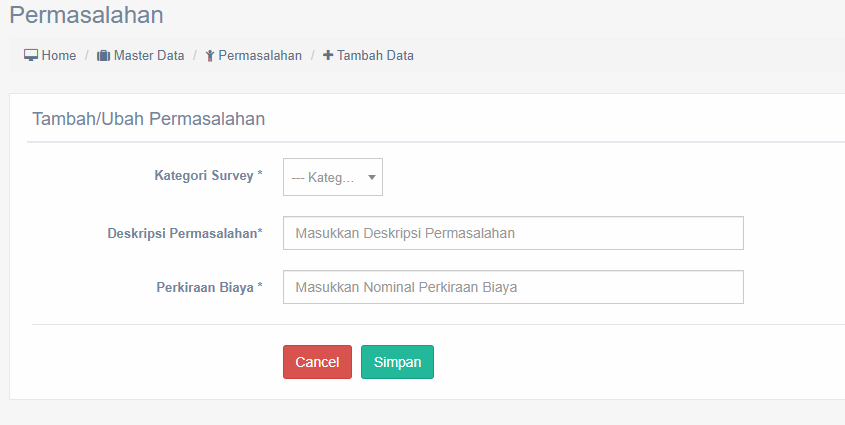 Permasalahan
Home / Master Data / Permasalahan / Tambah Data
Tambah/Ubah Permasalahan
Kategori Survey * --- Kateg...
Deskripsi Permasalahan* Masukkan Deskripsi Permasalahan
Perkiraan Biaya * Masukkan Nominal Perkiraan Biaya
Cancel Simpan